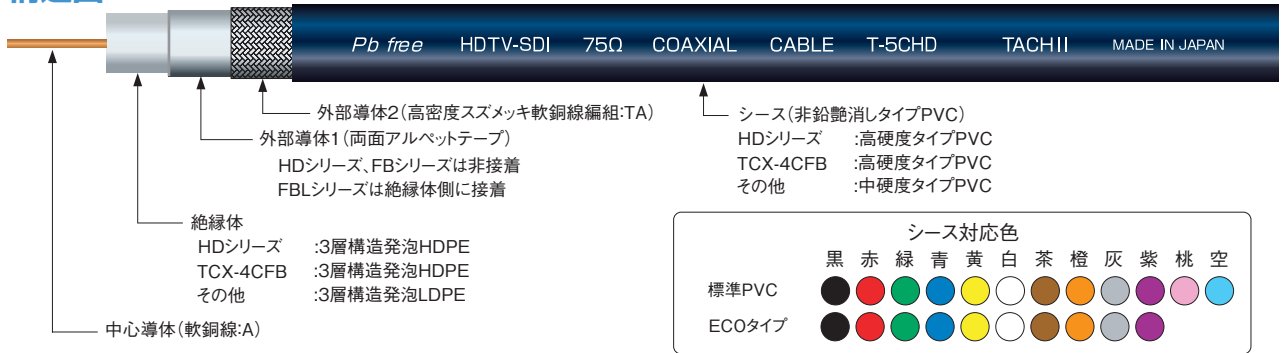 Pb free HDTV-SDI 75Ω COAXIAL CABLE T-5CHD TACHII MADE IN JAPAN
外部導体2(高密度スズメッキ軟銅線編組:TA)
外部導体1(両面アルペットテープ)
HDシリーズ、FBシリーズは非接着
FBLシリーズは絶縁体側に接着
シース(非鉛艶消しタイプPVC)
HDシリーズ :高硬度タイプPVC
TCX-4CFB :高硬度タイプPVC
その他 :中硬度タイプPVC
絶縁体
HDシリーズ :3層構造発泡HDPE
TCX-4CFB :3層構造発泡HDPE
その他 :3層構造発泡LDPE
中心導体(軟銅線:A)
シース対応色
黒 赤 緑 青 黄 白 茶 橙 灰 紫 桃 空
標準PVC
ECOタイプ